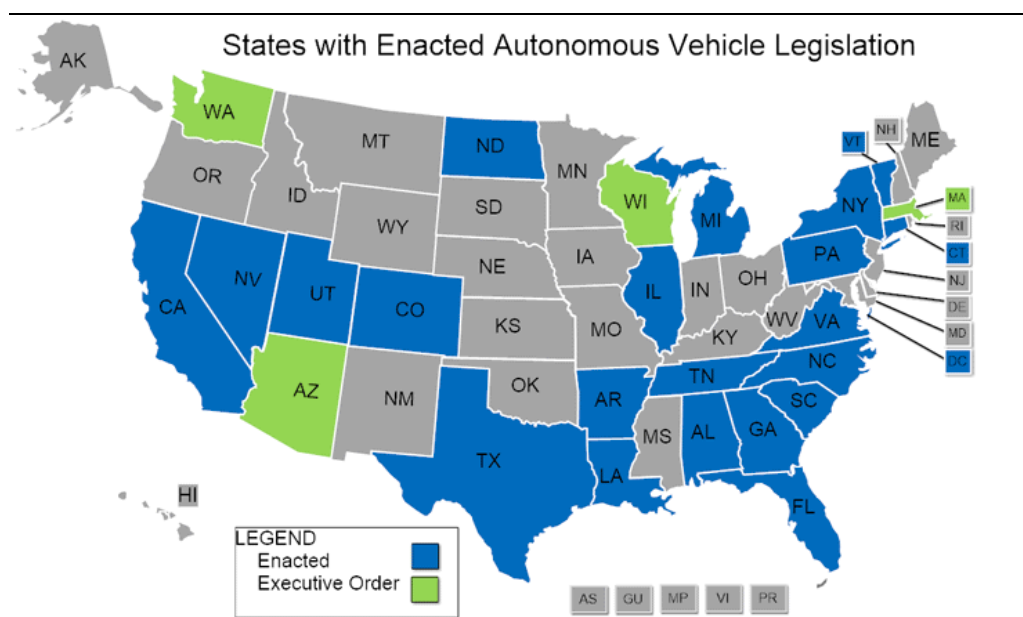 States with Enacted Autonomous Vehicle Legislation
AK
WA
MT
ND
MN
OR
ID
WY
SD
WI
MI
NY
VT
NH
ME
MA
RI
CT
NJ
DE
MD
DC
CA
NV
UT
CO
NE
IA
IL
IN
OH
PA
KS
MO
KY
WV
VA
AZ
NM
OK
AR
TN
NC
SC
TX
LA
MS
AL
GA
FL
HI
LEGEND
Enacted
Executive Order
AS
GU
MP
VI
PR